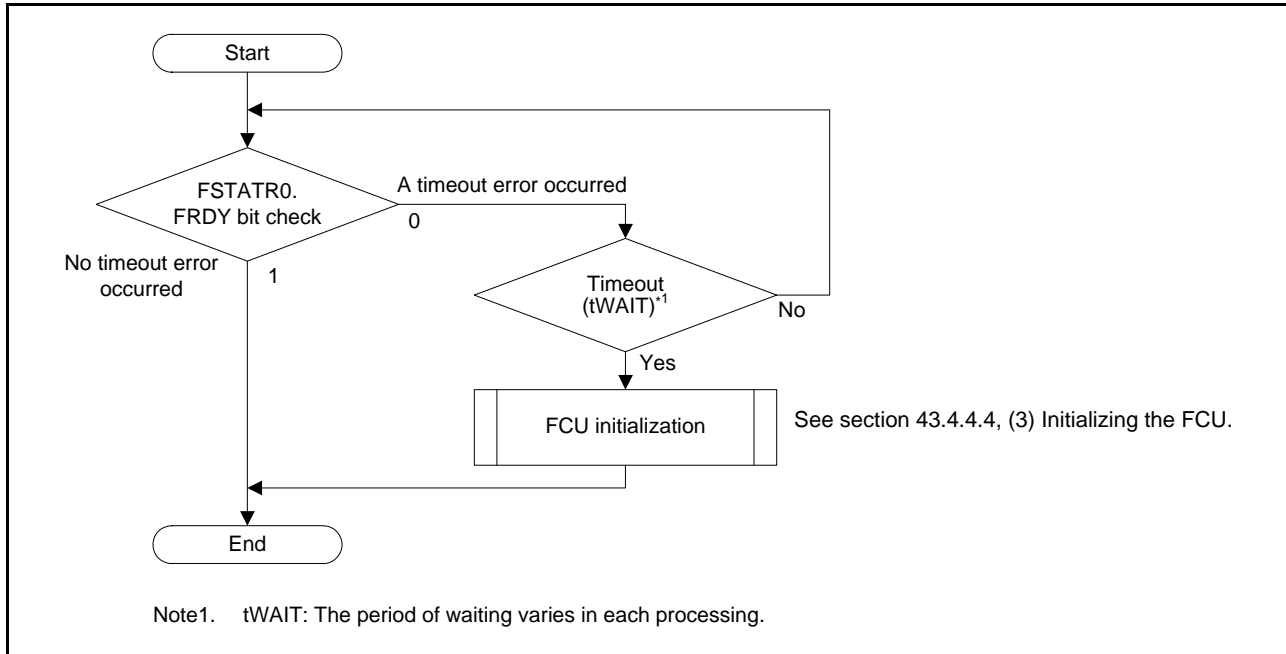 Start
FSTATR0.
FRDY bit check
A timeout error occurred
0
No timeout error
occurred
1
Timeout
(tWAIT)*1
No
Yes
FCU initialization
See section 43.4.4.4, (3) Initializing the FCU.
End
Note1. tWAIT: The period of waiting varies in each processing.